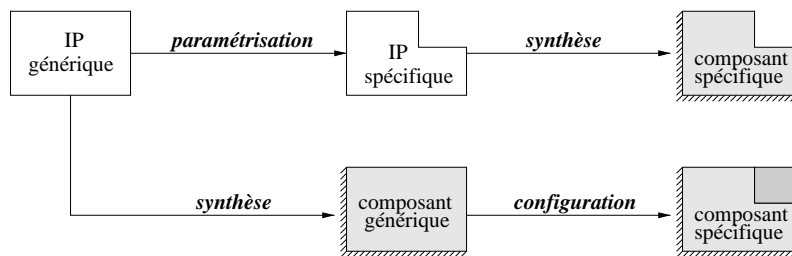 IP
générique
paramétrisation
IP
spécifique
synthèse
composant
spécifique
synthèse
composant
générique
configuration
composant
spécifique